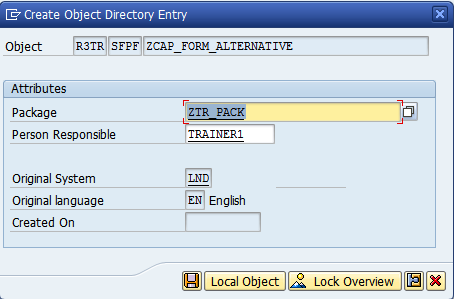 Create Object Directory Entry
Object R3TR SFPF ZCAP_FORM_ALTERNATIVE
Attributes
Package ZTR_PACK
Person Responsible TRAINER1
Original System LND
Original language EN English
Created On
Local Object Lock Overview